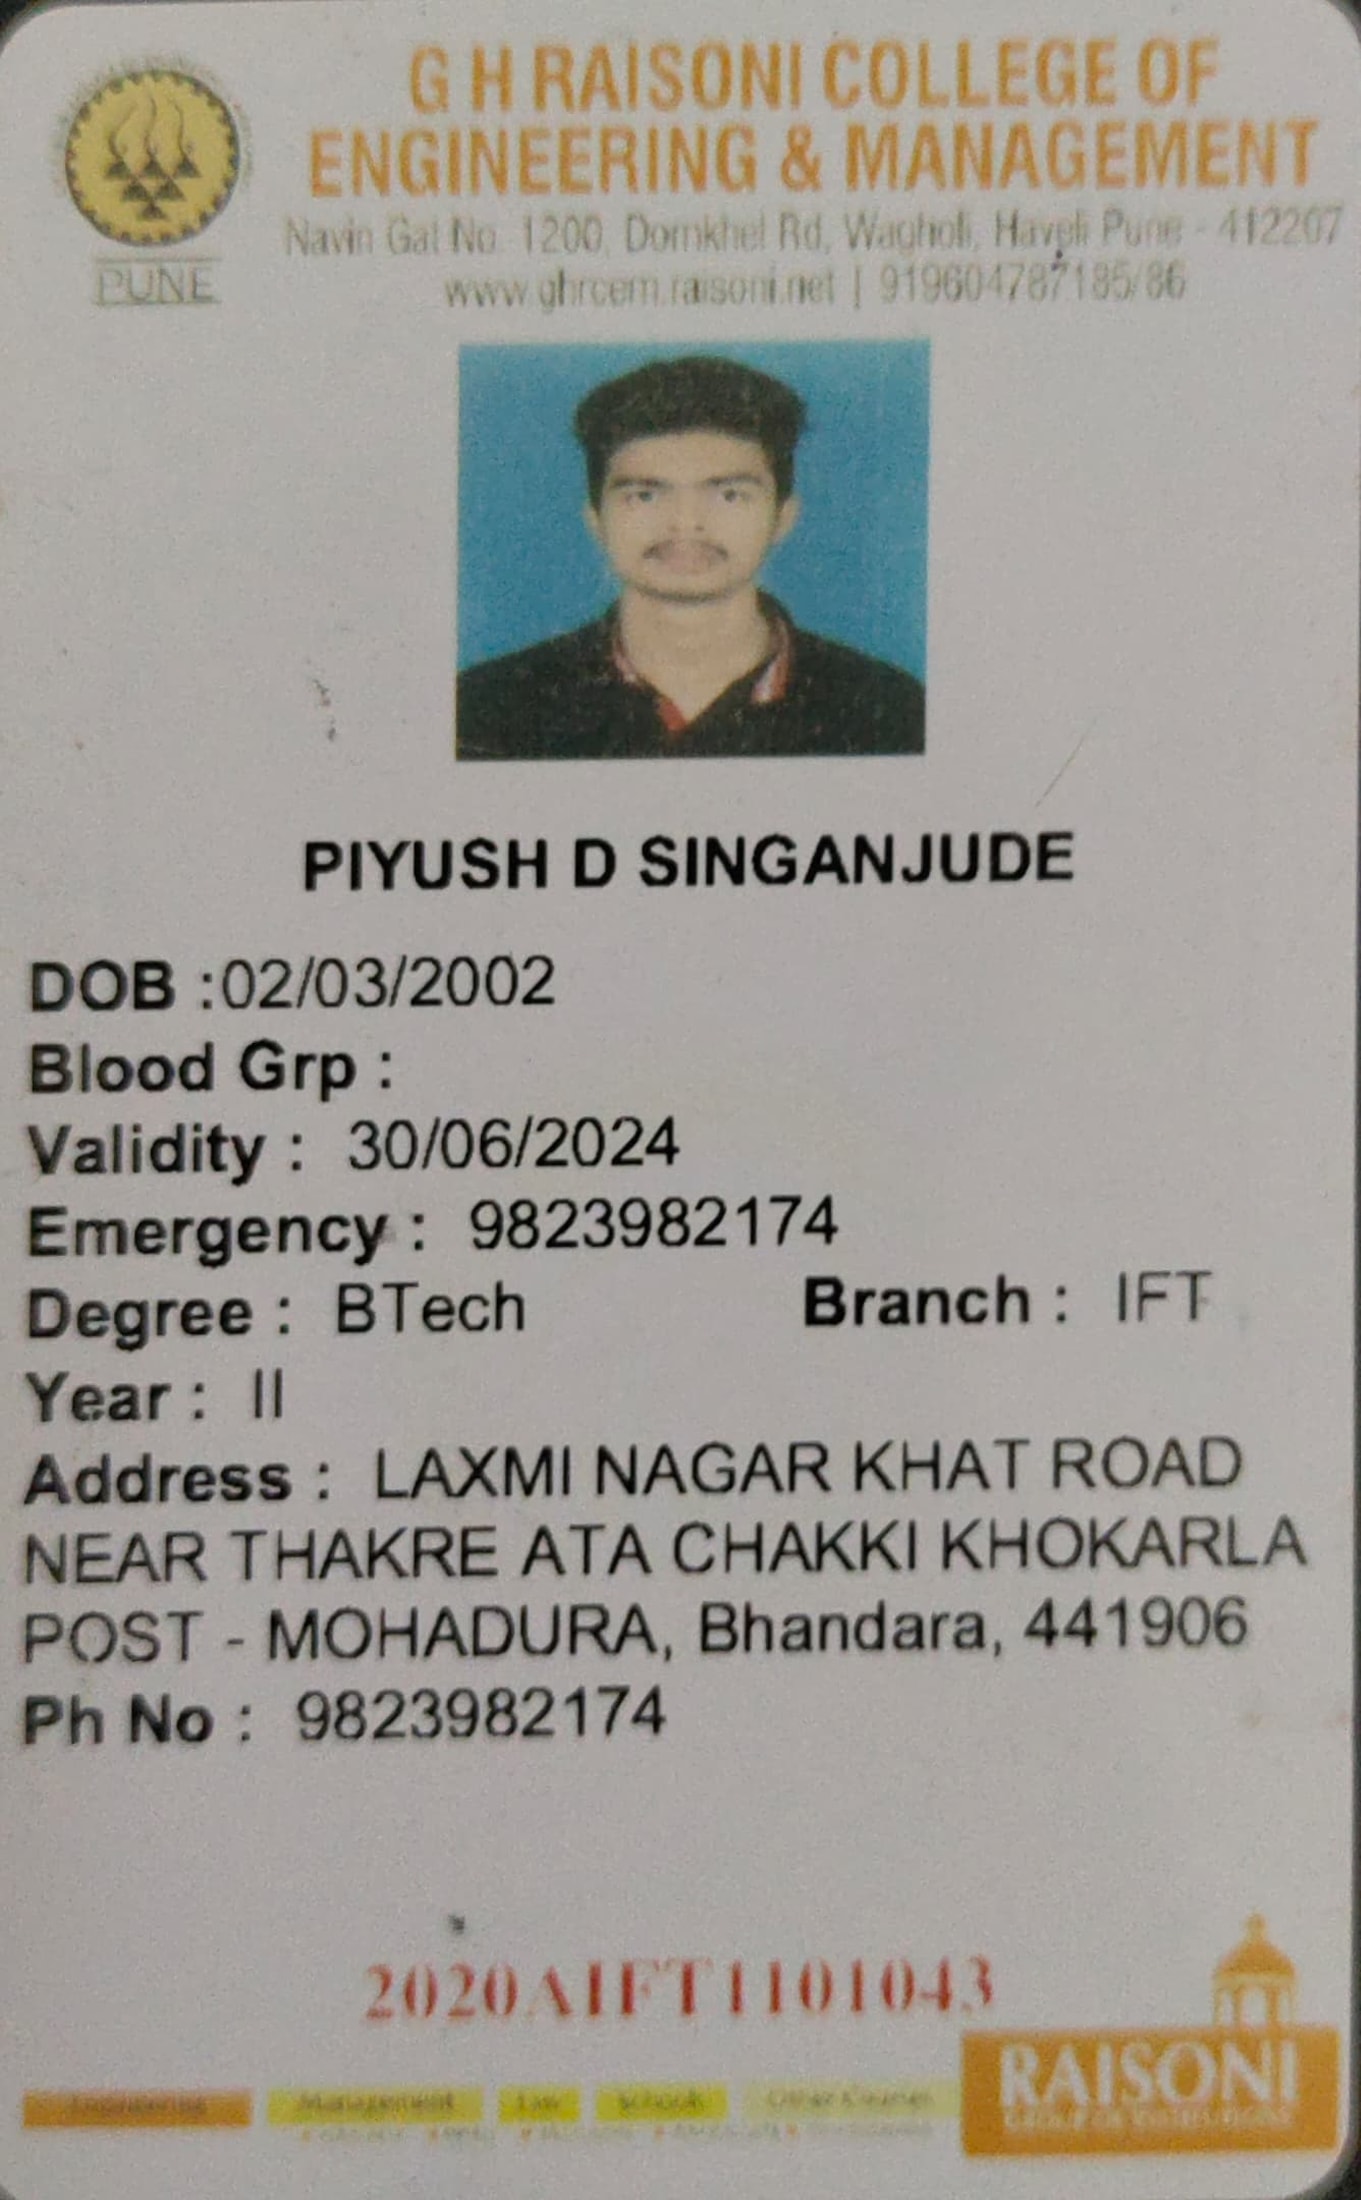 G H RAISONI COLLEGE OF
ENGINEERING & MANAGEMENT
Navin Gat No. 1200, Domkhel Rd, Wagholi, Haveli Pune - 412207
www.ghrcem.raisoni.net | 919604787185/86
PUNE
PIYUSH D SINGANJUDE
DOB :02/03/2002
Blood Grp :
Validity : 30/06/2024
Emergency : 9823982174
Degree : BTech Branch : IFT
Year : II
Address : LAXMI NAGAR KHAT ROAD
NEAR THAKRE ATA CHAKKI KHOKARLA
POST - MOHADURA, Bhandara, 441906
Ph No : 9823982174
2020AIFT1101043
RAISONI
Engineering Management Law Schools Other Courses